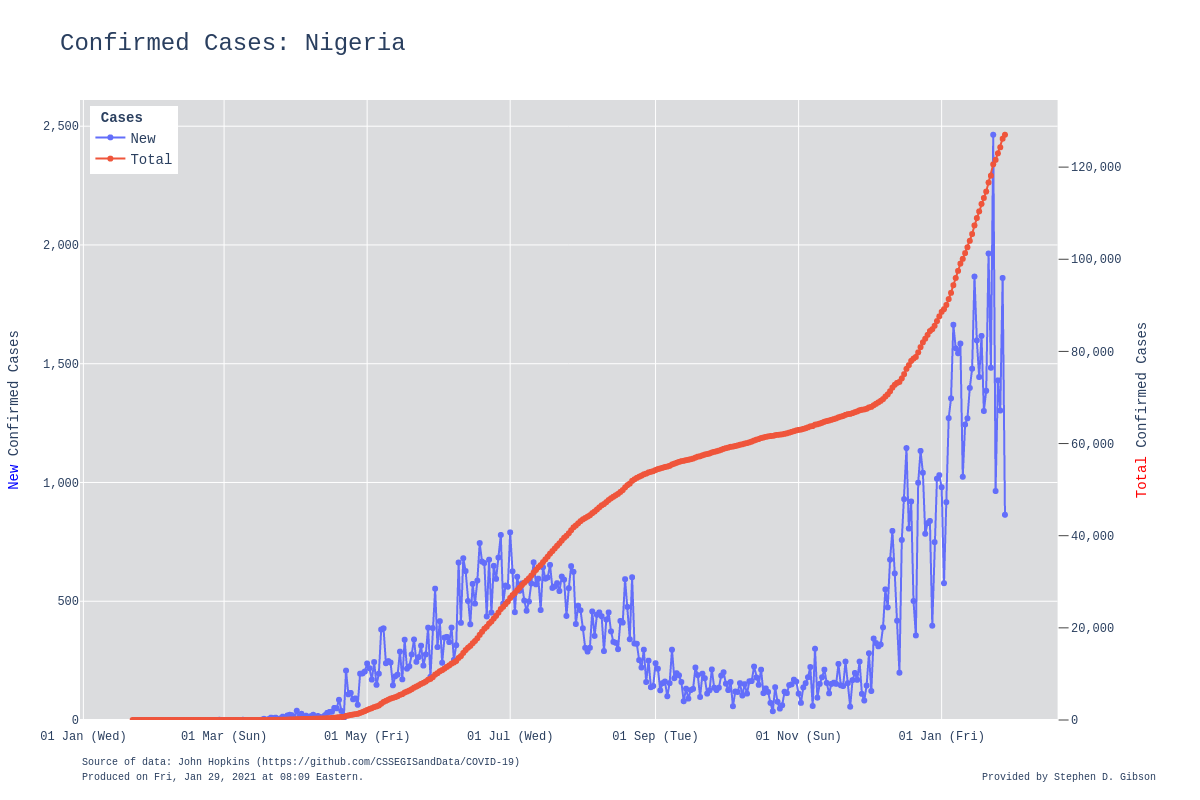 Confirmed Cases: Nigeria
Cases
New
Total
2,500
2,000
1,500
1,000
500
0
120,000
100,000
80,000
60,000
40,000
20,000
0
New Confirmed Cases
Total Confirmed Cases
01 Jan (Wed) 01 Mar (Sun) 01 May (Fri) 01 Jul (Wed) 01 Sep (Tue) 01 Nov (Sun) 01 Jan (Fri)
Source of data: John Hopkins (https://github.com/CSSEGISandData/COVID-19)
Produced on Fri, Jan 29, 2021 at 08:09 Eastern.
Provided by Stephen D. Gibson